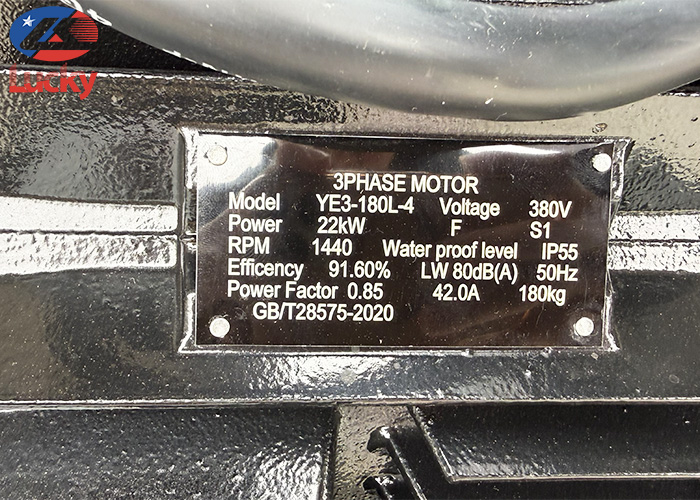 Lucky
3PHASE MOTOR
Model YE3-180L-4 Voltage 380V
Power 22kW F S1
RPM 1440 Water proof level IP55
Efficency 91.60% LW 80dB(A) 50Hz
Power Factor 0.85 42.0A 180kg
GB/T28575-2020